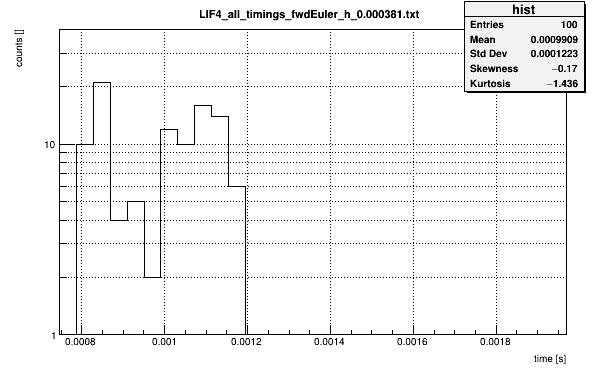 LIF4_all_timings_fwdEuler_h_0.000381.txt
hist
Entries 100
Mean 0.0009909
Std Dev 0.0001223
Skewness −0.17
Kurtosis −1.436
counts []
10
1
0.0008 0.001 0.0012 0.0014 0.0016 0.0018
time [s]